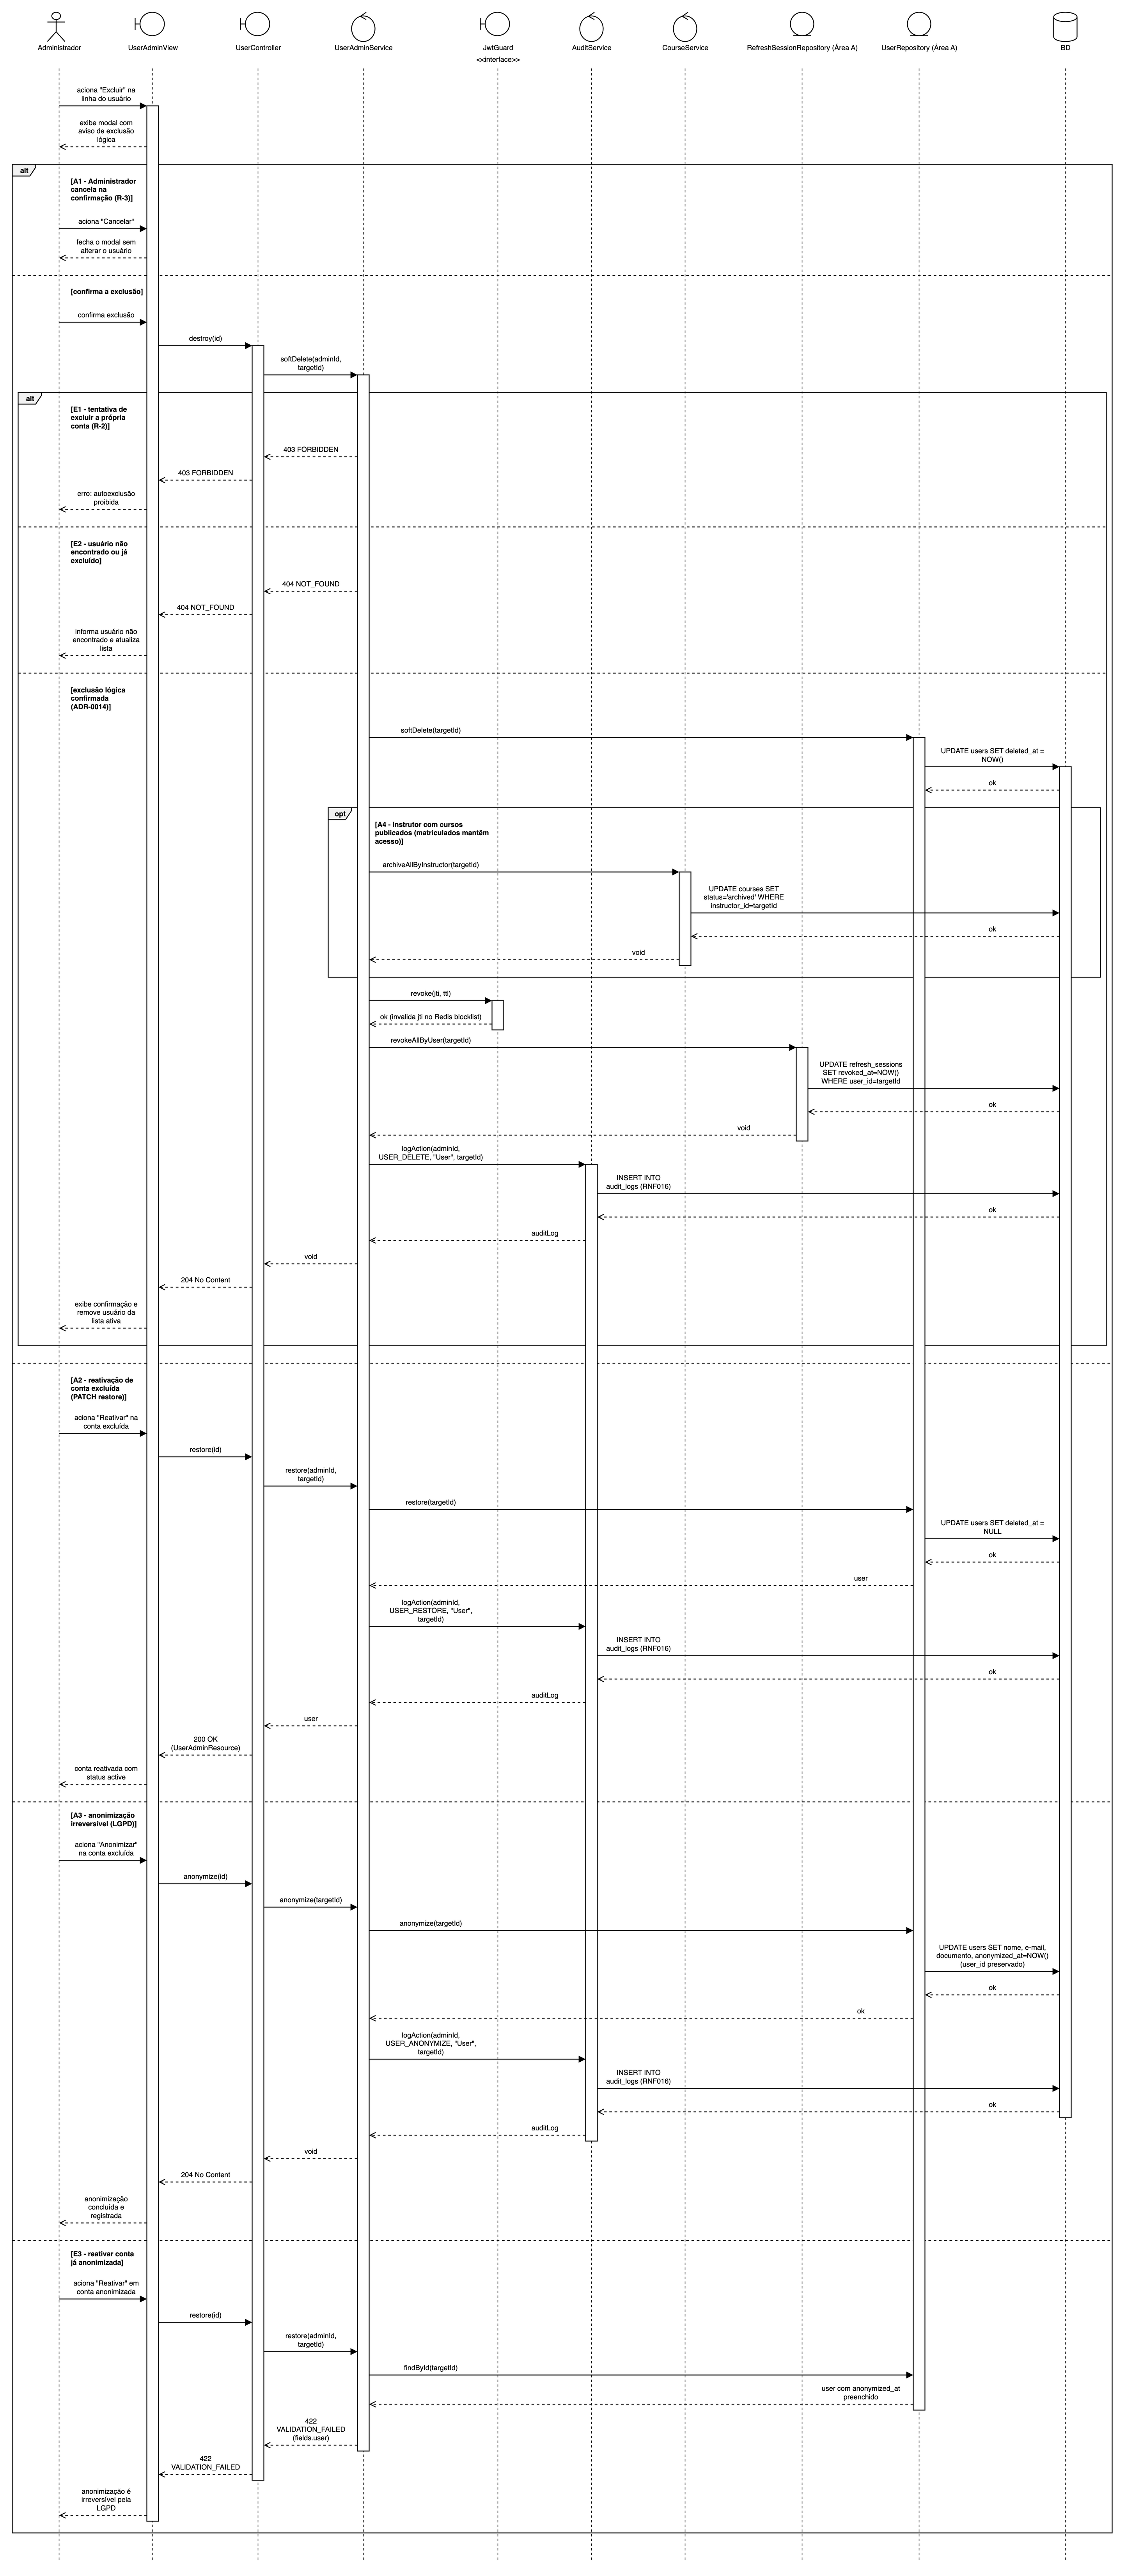 Administrador
UserAdminView
UserController
UserAdminService
JwtGuard
<<interface>>
AuditService
CourseService
RefreshSessionRepository (Área A)
UserRepository (Área A)
BD
aciona "Excluir" na
linha do usuário
exibe modal com
aviso de exclusão
lógica
alt
[A1 - Administrador
cancela na
confirmação (R-3)]
aciona "Cancelar"
fecha o modal sem
alterar o usuário
[confirma a exclusão]
confirma exclusão
destroy(id)
softDelete(adminId,
targetId)
alt
[E1 - tentativa de
excluir a própria
conta (R-2)]
403 FORBIDDEN
403 FORBIDDEN
erro: autoexclusão
proibida
[E2 - usuário não
encontrado ou já
excluído]
404 NOT_FOUND
404 NOT_FOUND
informa usuário não
encontrado e atualiza
lista
[exclusão lógica
confirmada
(ADR-0014)]
softDelete(targetId)
UPDATE users SET deleted_at =
NOW()
ok
opt
[A4 - instrutor com cursos
publicados (matriculados mantêm
acesso)]
archiveAllByInstructor(targetId)
UPDATE courses SET
status='archived' WHERE
instructor_id=targetId
ok
void
revoke(jti, ttl)
ok (invalida jti no Redis blocklist)
revokeAllByUser(targetId)
UPDATE refresh_sessions
SET revoked_at=NOW()
WHERE user_id=targetId
ok
void
logAction(adminId,
USER_DELETE, "User", targetId)
INSERT INTO
audit_logs (RNF016)
ok
auditLog
void
204 No Content
exibe confirmação e
remove usuário da
lista ativa
[A2 - reativação de
conta excluída
(PATCH restore)]
aciona "Reativar" na
conta excluída
restore(id)
restore(adminId,
targetId)
restore(targetId)
UPDATE users SET deleted_at =
NULL
ok
user
logAction(adminId,
USER_RESTORE, "User",
targetId)
INSERT INTO
audit_logs (RNF016)
ok
auditLog
user
200 OK
(UserAdminResource)
conta reativada com
status active
[A3 - anonimização
irreversível (LGPD)]
aciona "Anonimizar"
na conta excluída
anonymize(id)
anonymize(targetId)
anonymize(targetId)
UPDATE users SET nome, e-mail,
documento, anonymized_at=NOW()
(user_id preservado)
ok
ok
logAction(adminId,
USER_ANONYMIZE, "User",
targetId)
INSERT INTO
audit_logs (RNF016)
ok
auditLog
void
204 No Content
anonimização
concluída e
registrada
[E3 - reativar conta
já anonimizada]
aciona "Reativar" em
conta anonimizada
restore(id)
restore(adminId,
targetId)
findById(targetId)
user com anonymized_at
preenchido
422
VALIDATION_FAILED
(fields.user)
422
VALIDATION_FAILED
anonimização é
irreversível pela
LGPD